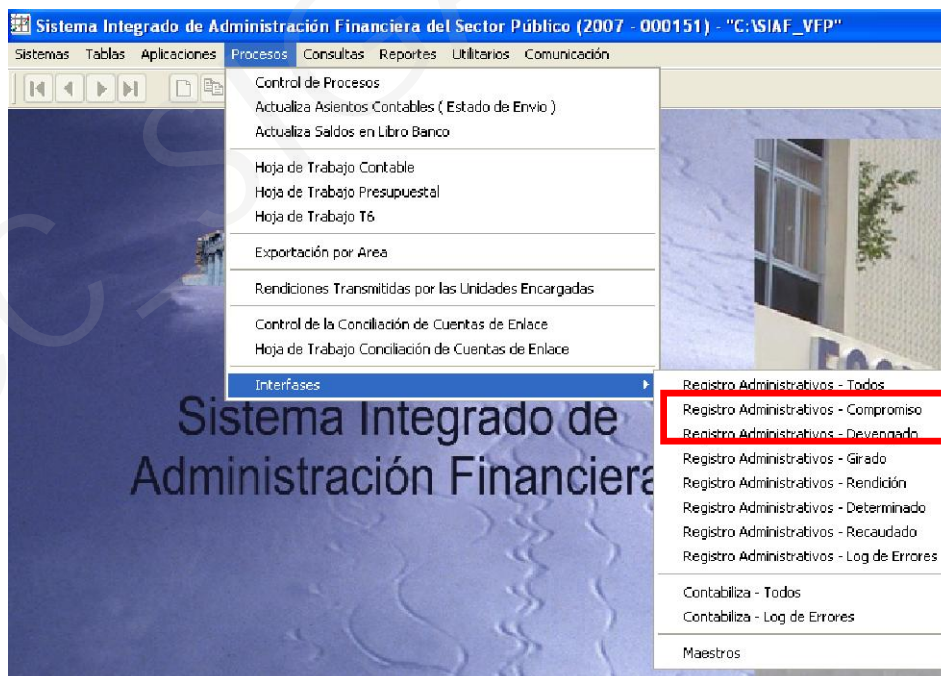 Sistema Integrado de Administración Financiera del Sector Público (2007 - 000151) - "C:\SIAF_VFP"
Sistemas Tablas Aplicaciones Procesos Consultas Reportes Utilitarios Comunicación
Control de Procesos
Actualiza Asientos Contables ( Estado de Envio )
Actualiza Saldos en Libro Banco
Hoja de Trabajo Contable
Hoja de Trabajo Presupuestal
Hoja de Trabajo T6
Exportación por Area
Rendiciones Transmitidas por las Unidades Encargadas
Control de la Conciliación de Cuentas de Enlace
Hoja de Trabajo Conciliación de Cuentas de Enlace
Interfases
Registro Administrativos - Todos
Registro Administrativos - Compromiso
Registro Administrativos - Devengado
Registro Administrativos - Girado
Registro Administrativos - Rendición
Registro Administrativos - Determinado
Registro Administrativos - Recaudado
Registro Administrativos - Log de Errores
Contabiliza - Todos
Contabiliza - Log de Errores
Maestros
Sistema Integrado de
Administración Financiera